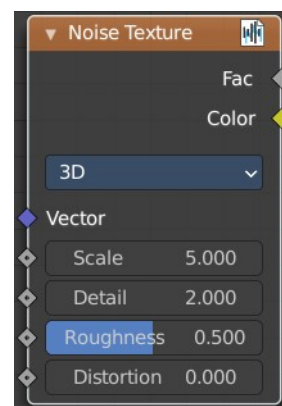 Noise Texture
Fac
Color
3D
Vector
Scale 5.000
Detail 2.000
Roughness 0.500
Distortion 0.000